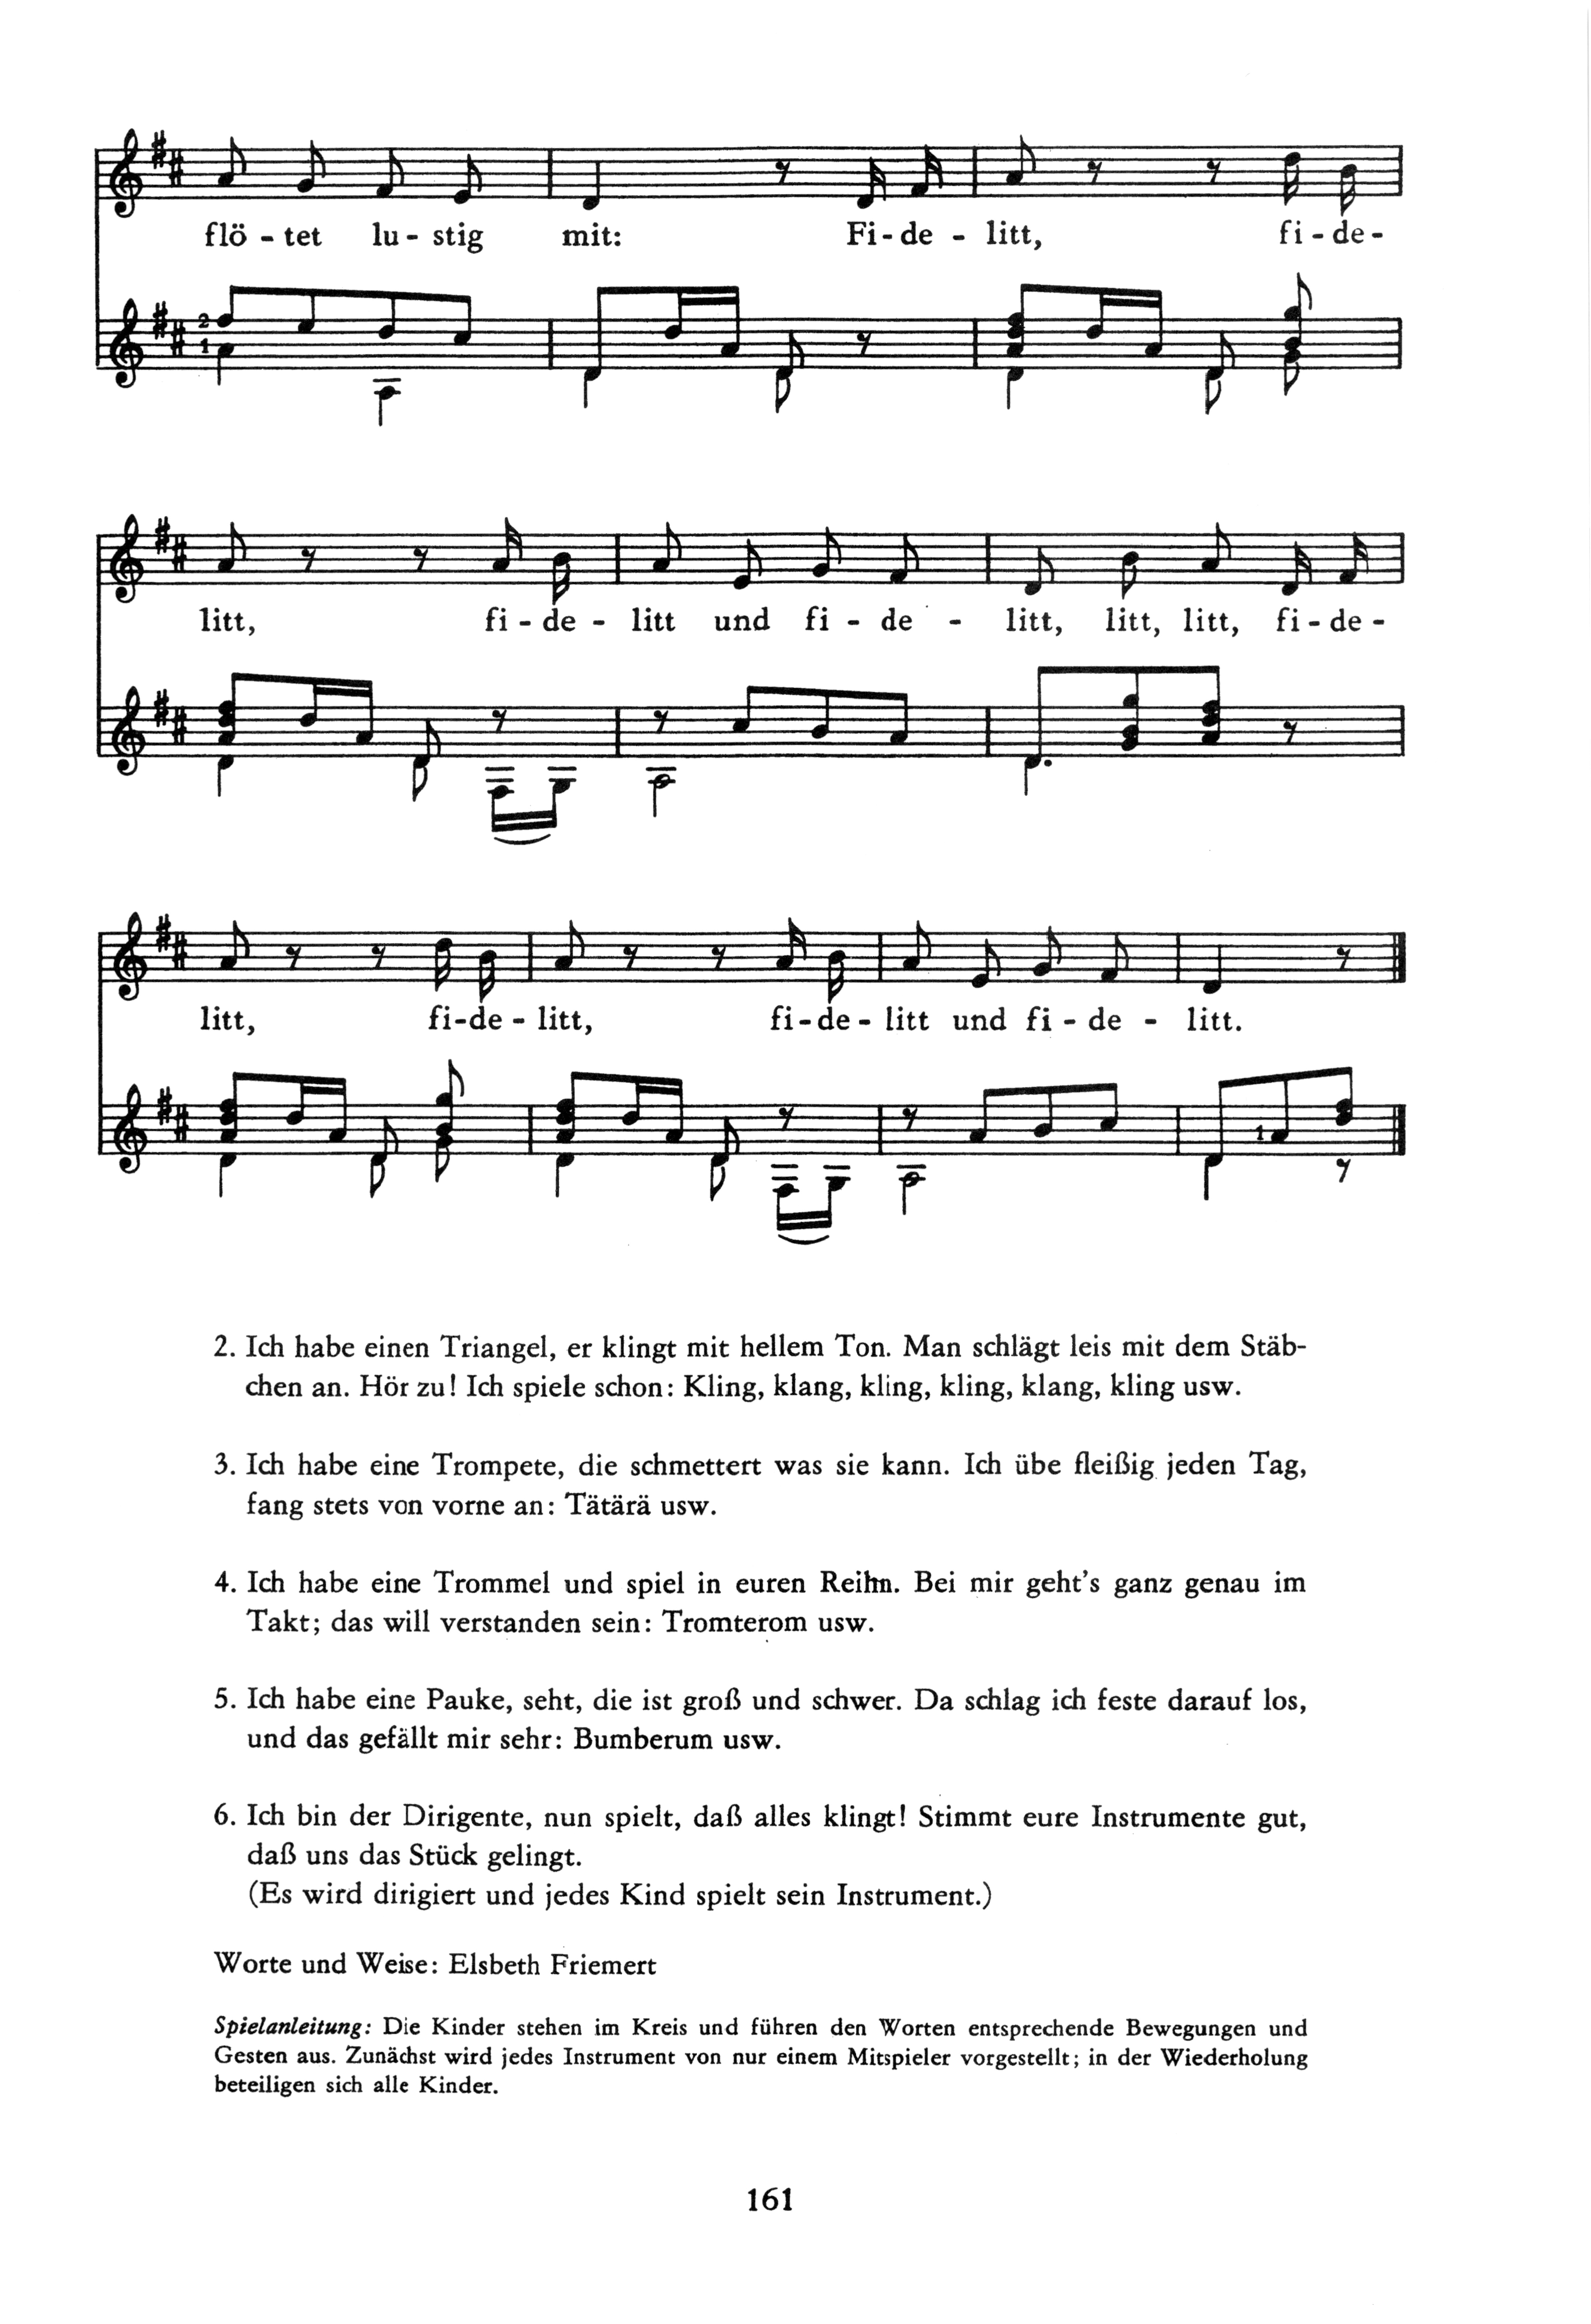 flö - tet lu - stig mit: Fi - de - litt, fi - de -
2
1
litt, fi - de - litt und fi - de - litt, litt, litt, fi - de -
litt, fi - de - litt, fi - de - litt und fi - de - litt.
1
2. Ich habe einen Triangel, er klingt mit hellem Ton. Man schlägt leis mit dem Stäb-
chen an. Hör zu! Ich spiele schon: Kling, klang, kling, kling, klang, kling usw.
3. Ich habe eine Trompete, die schmettert was sie kann. Ich übe fleißig jeden Tag,
fang stets von vorne an: Tätärä usw.
4. Ich habe eine Trommel und spiel in euren Reihn. Bei mir geht's ganz genau im
Takt; das will verstanden sein: Tromterom usw.
5. Ich habe eine Pauke, seht, die ist groß und schwer. Da schlag ich feste darauf los,
und das gefällt mir sehr: Bumberum usw.
6. Ich bin der Dirigente, nun spielt, daß alles klingt! Stimmt eure Instrumente gut,
daß uns das Stück gelingt.
(Es wird dirigiert und jedes Kind spielt sein Instrument.)
Worte und Weise: Elsbeth Friemert
Spielanleitung: Die Kinder stehen im Kreis und führen den Worten entsprechende Bewegungen und
Gesten aus. Zunächst wird jedes Instrument von nur einem Mitspieler vorgestellt; in der Wiederholung
beteiligen sich alle Kinder.
161